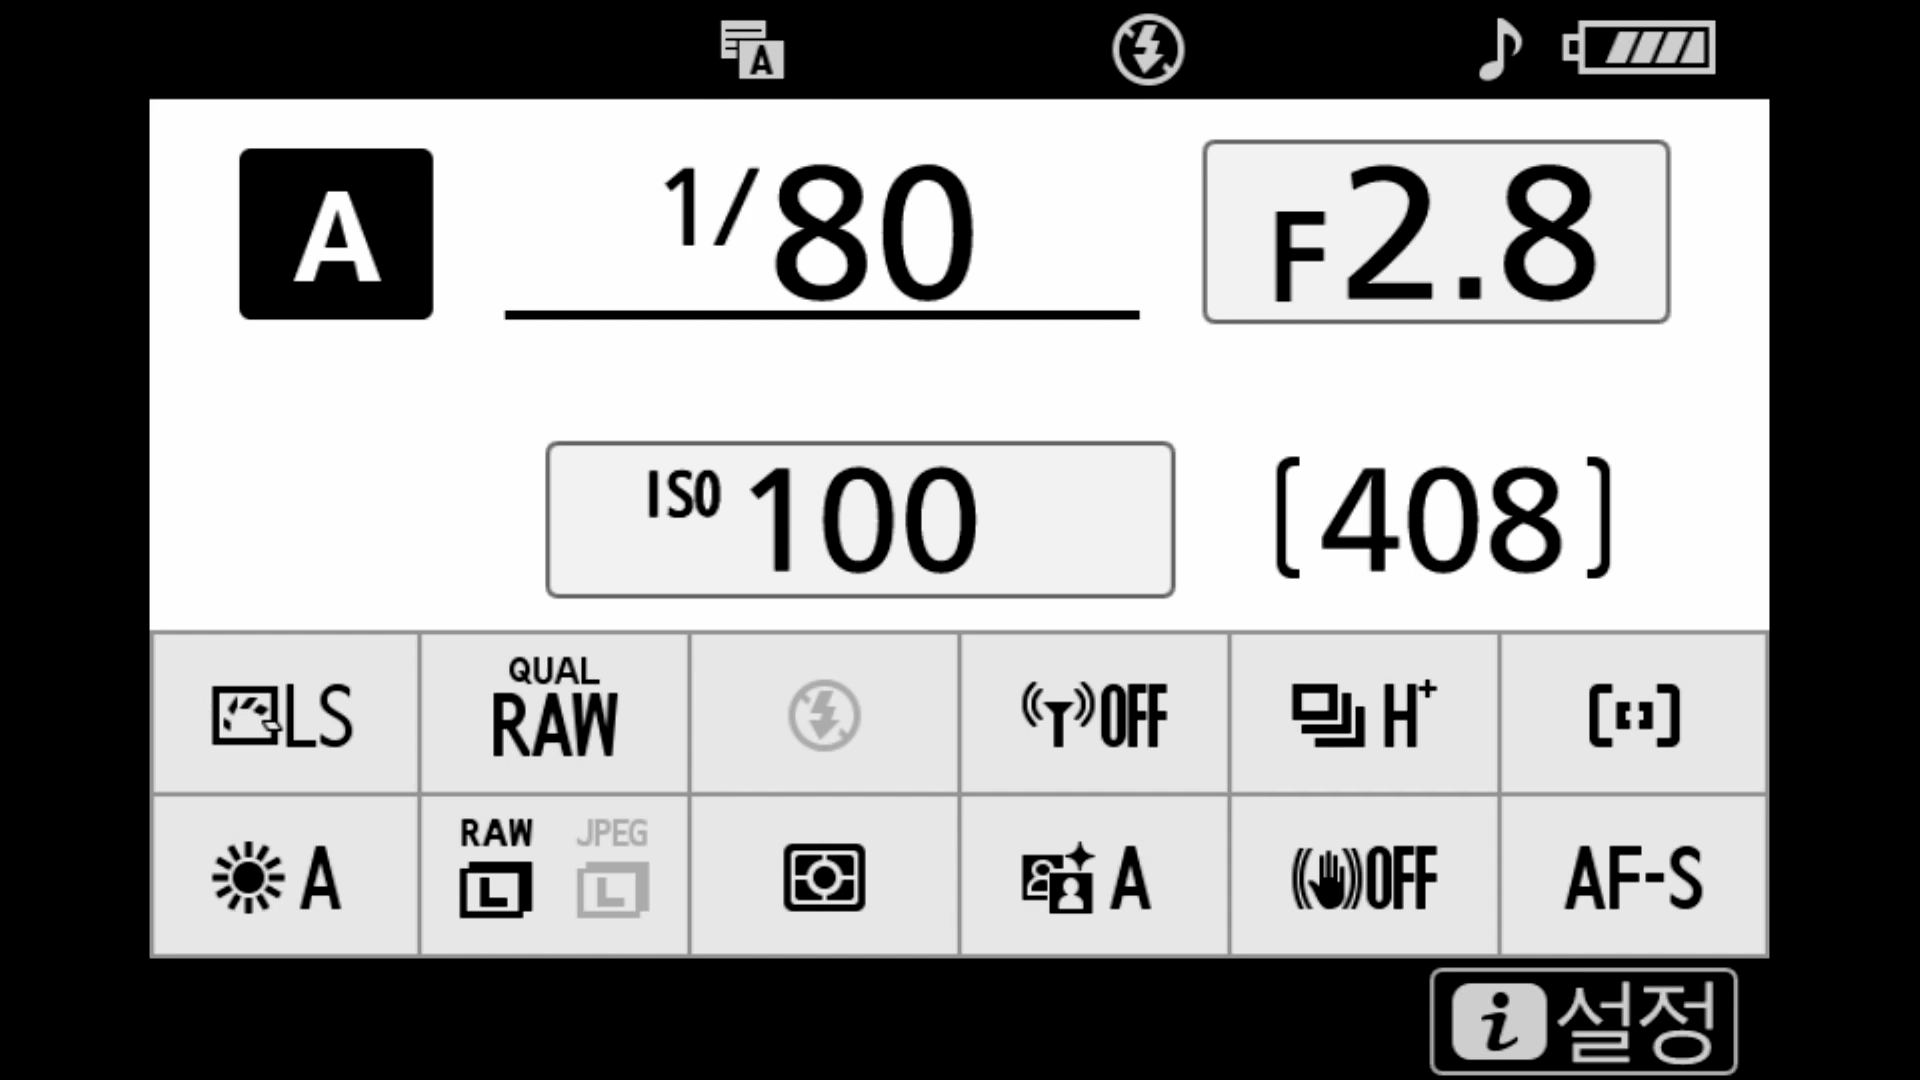 A
A 1/80 F2.8
ISO 100 [408]
LS QUAL RAW OFF H+ [ ]
A RAW L JPEG L A OFF AF-S
i 설정